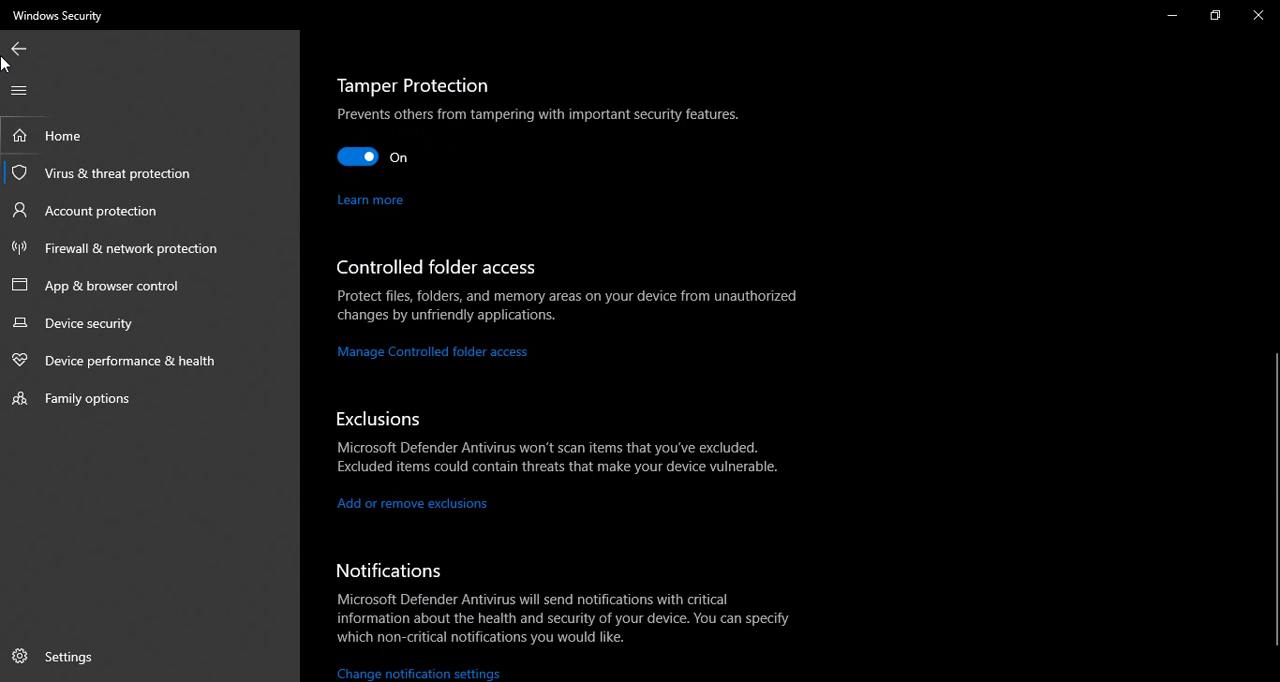 Windows Security
Home
Virus & threat protection
Account protection
Firewall & network protection
App & browser control
Device security
Device performance & health
Family options
Settings
Tamper Protection
Prevents others from tampering with important security features.
On
Learn more
Controlled folder access
Protect files, folders, and memory areas on your device from unauthorized
changes by unfriendly applications.
Manage Controlled folder access
Exclusions
Microsoft Defender Antivirus won't scan items that you've excluded.
Excluded items could contain threats that make your device vulnerable.
Add or remove exclusions
Notifications
Microsoft Defender Antivirus will send notifications with critical
information about the health and security of your device. You can specify
which non-critical notifications you would like.
Change notification settings